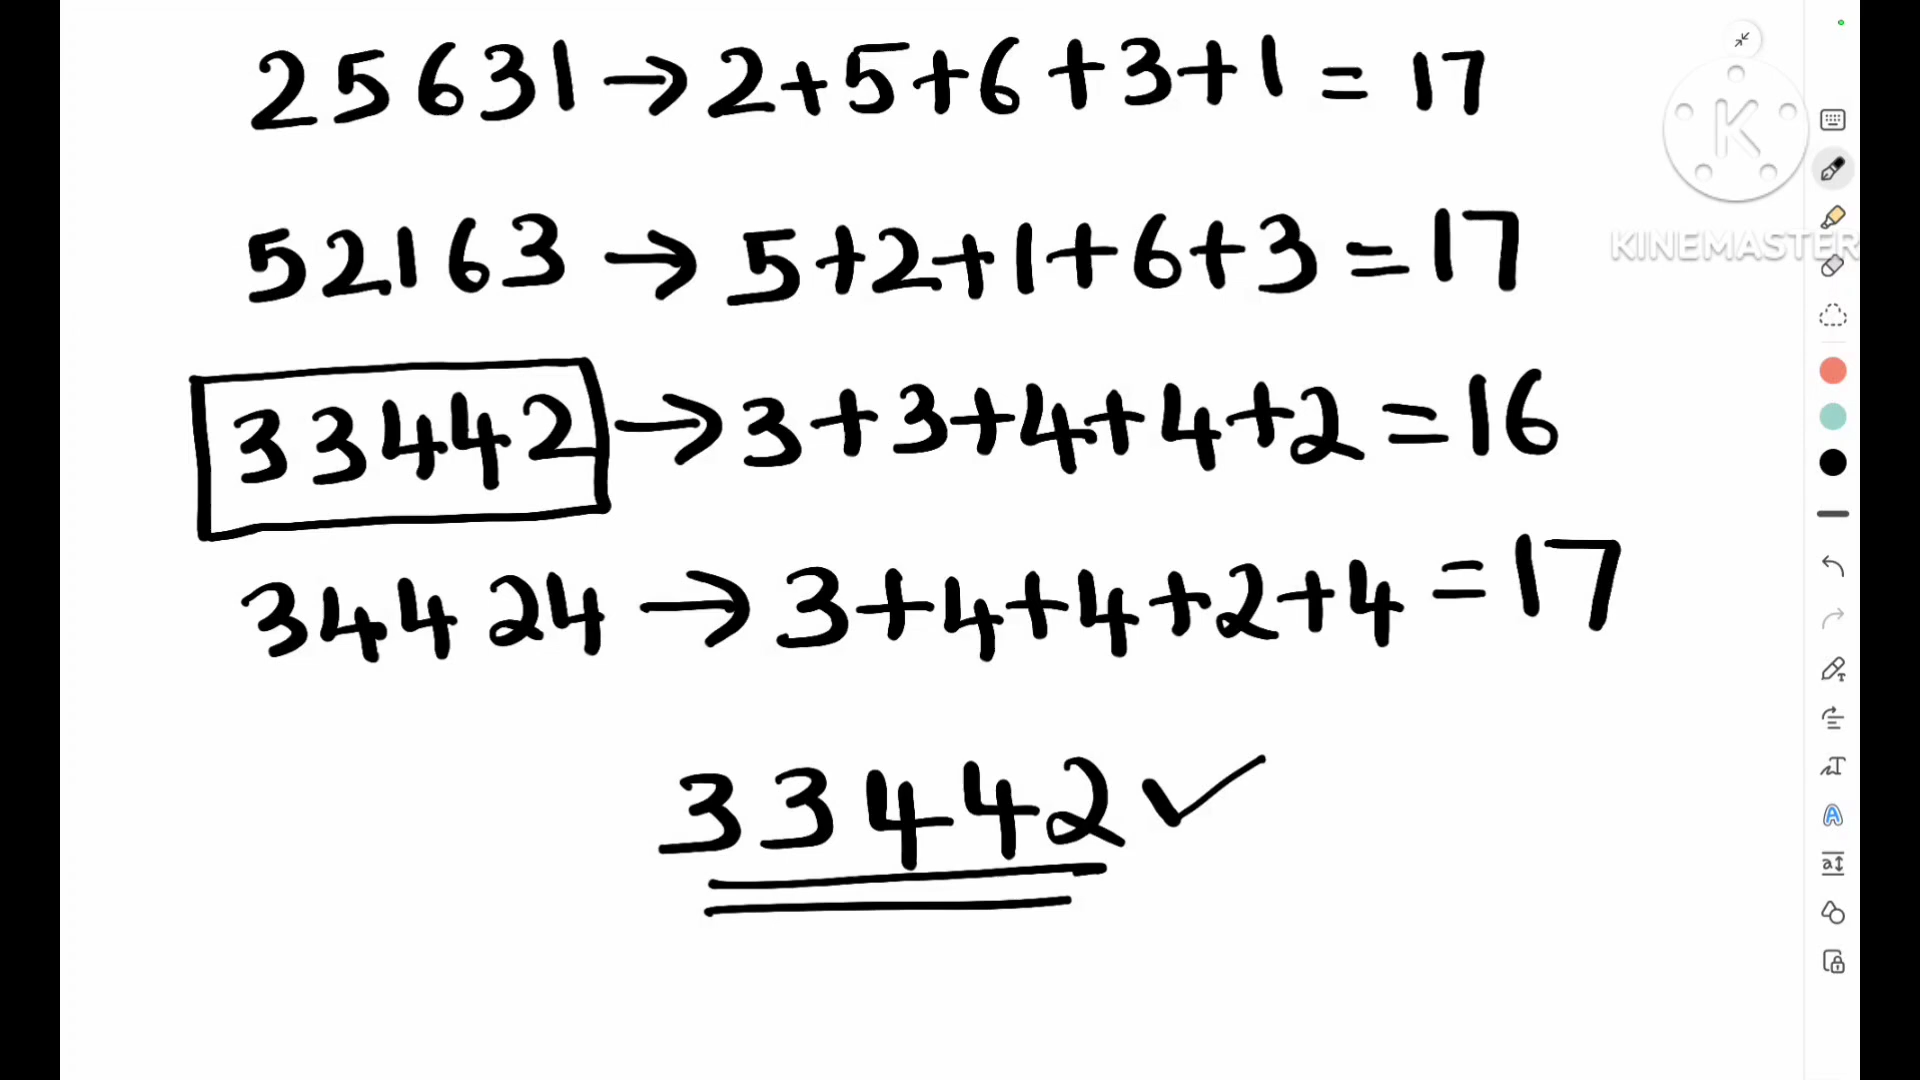 25631 → 2+5+6+3+1 = 17
K
KINEMASTER
52163 → 5+2+1+6+3 = 17
33442 → 3+3+4+4+2 = 16
34424 → 3+4+4+2+4 = 17
33442 ✓